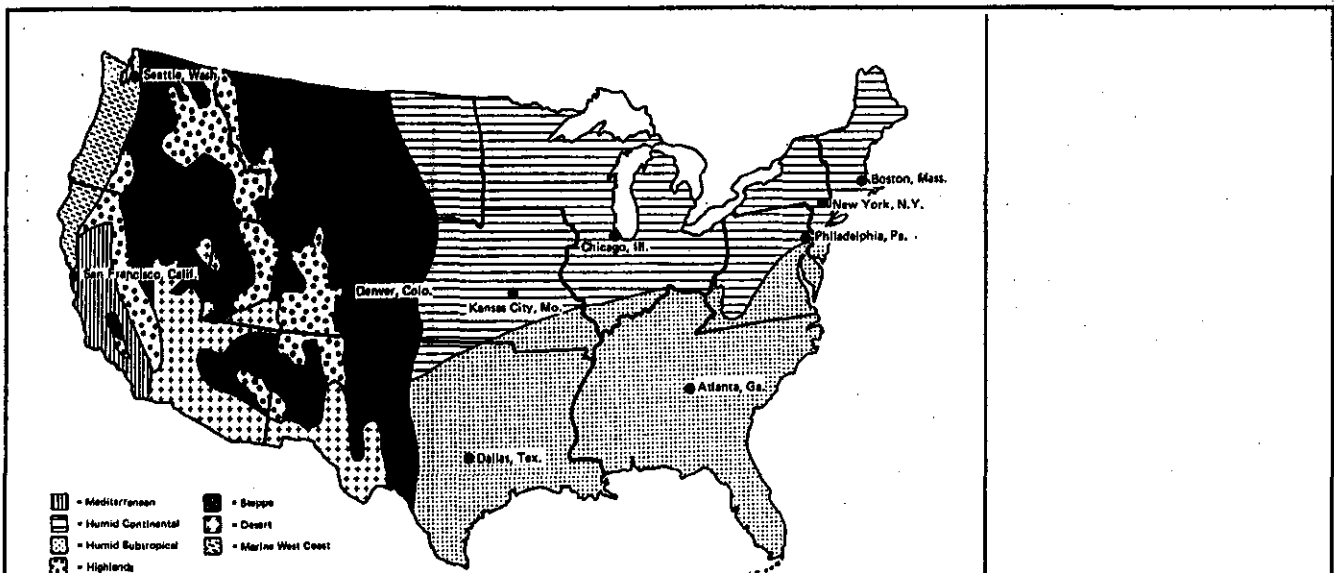 Seattle, Wash.
Boston, Mass.
New York, N.Y.
Philadelphia, Pa.
Chicago, Ill.
San Francisco, Calif.
Denver, Colo.
Kansas City, Mo.
Atlanta, Ga.
Dallas, Tex.
= Mediterranean
= Steppe
= Humid Continental
= Desert
= Humid Subtropical
= Marine West Coast
= Highlands